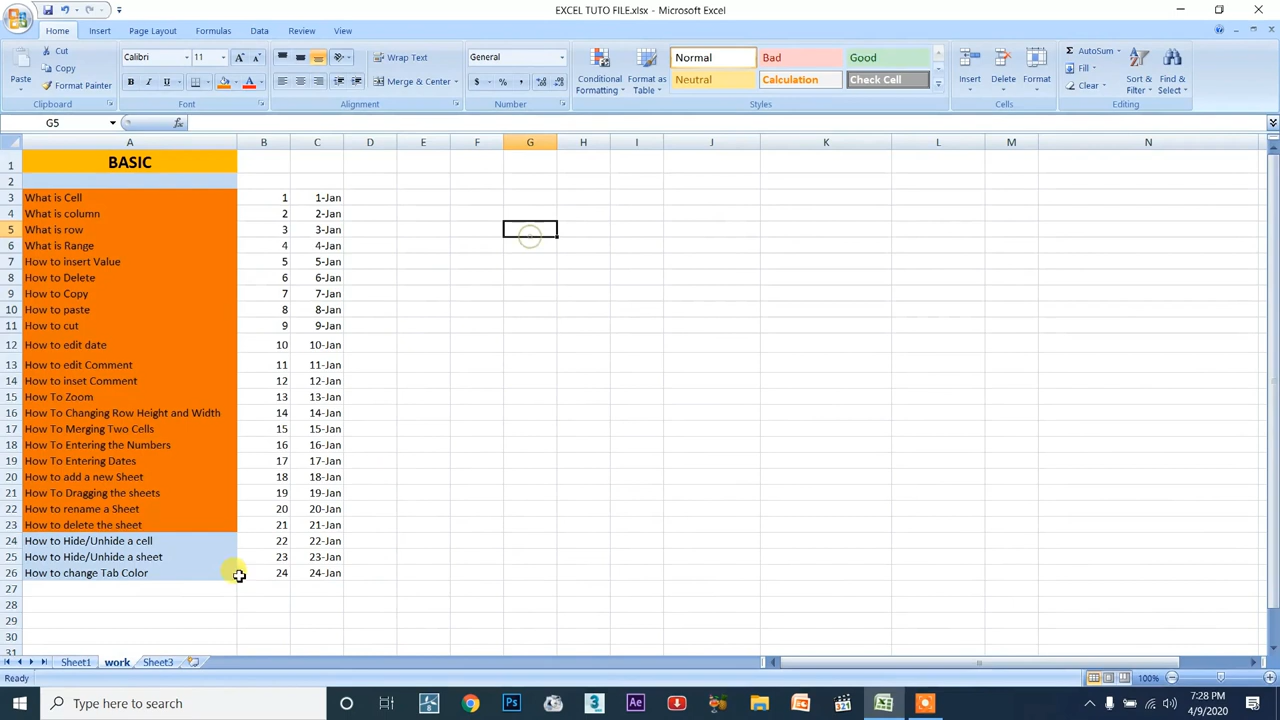 EXCEL TUTO FILE.xlsx - Microsoft Excel
Home Insert Page Layout Formulas Data Review View
Paste Cut Copy Format Painter Clipboard
Calibri 11 B I U A Font
Wrap Text Merge & Center Alignment
General $ % , Number
Conditional Formatting Format as Table Normal Bad Good Neutral Calculation Check Cell Styles
Insert Delete Format Cells
AutoSum Fill Clear Sort & Filter Find & Select Editing
G5 fx
A B C D E F G H I J K L M N
1 BASIC
2
3 What is Cell 1 1-Jan
4 What is column 2 2-Jan
5 What is row 3 3-Jan
6 What is Range 4 4-Jan
7 How to insert Value 5 5-Jan
8 How to Delete 6 6-Jan
9 How to Copy 7 7-Jan
10 How to paste 8 8-Jan
11 How to cut 9 9-Jan
12 How to edit date 10 10-Jan
13 How to edit Comment 11 11-Jan
14 How to inset Comment 12 12-Jan
15 How To Zoom 13 13-Jan
16 How To Changing Row Height and Width 14 14-Jan
17 How To Merging Two Cells 15 15-Jan
18 How To Entering the Numbers 16 16-Jan
19 How To Entering Dates 17 17-Jan
20 How to add a new Sheet 18 18-Jan
21 How To Dragging the sheets 19 19-Jan
22 How to rename a Sheet 20 20-Jan
23 How to delete the sheet 21 21-Jan
24 How to Hide/Unhide a cell 22 22-Jan
25 How to Hide/Unhide a sheet 23 23-Jan
26 How to change Tab Color 24 24-Jan
27
28
29
30
31
Sheet1 work Sheet3
Ready 100%
Type here to search Ps 3 Ae 7:28 PM
4/9/2020